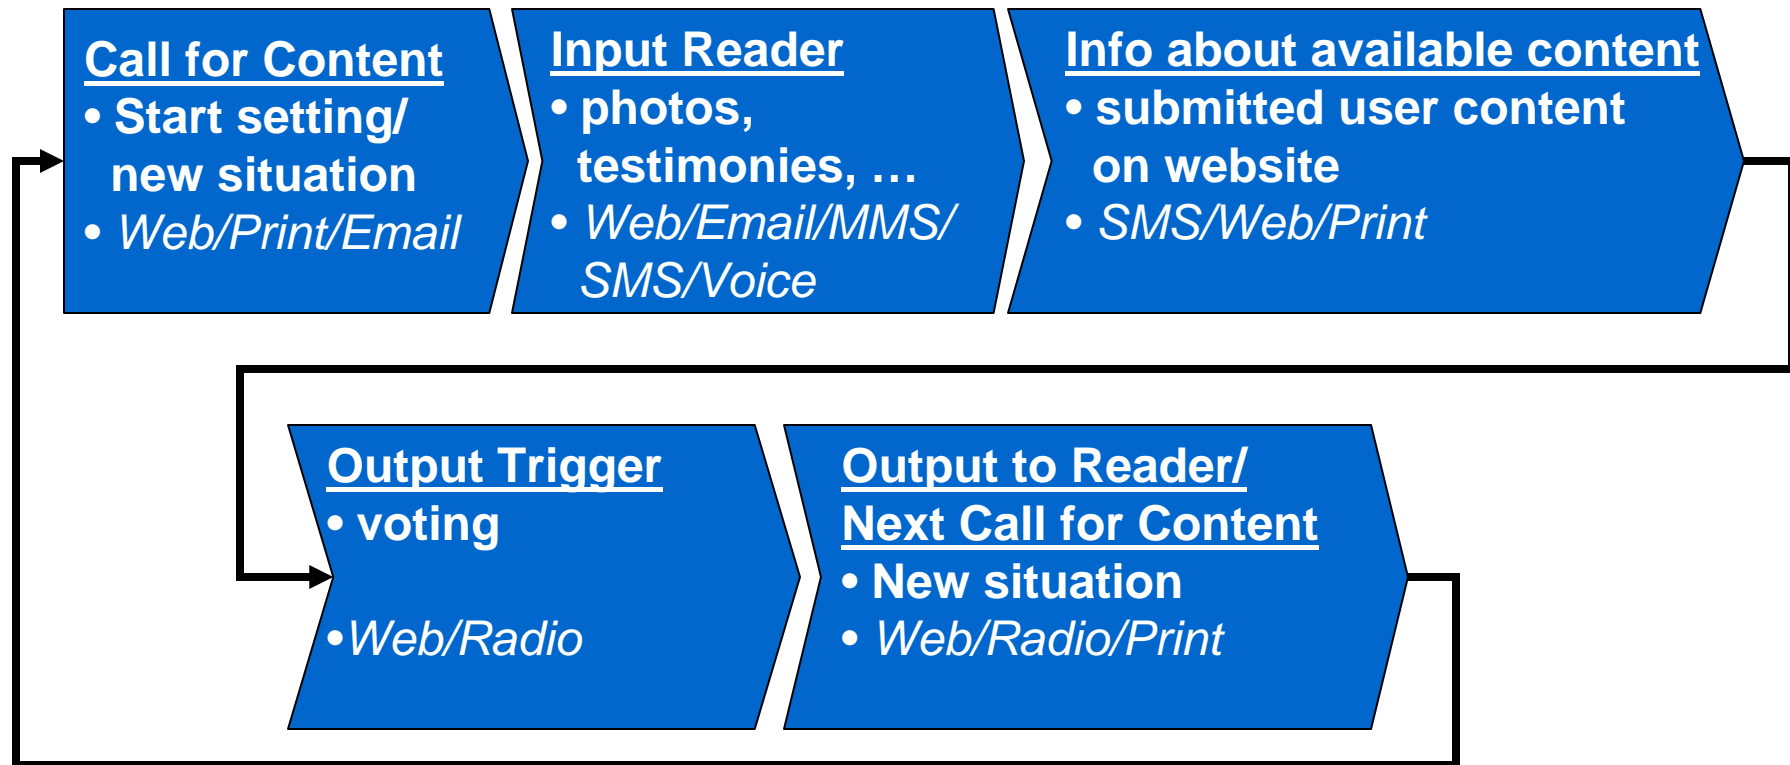 Call for Content
• Start setting/
new situation
• Web/Print/Email
Input Reader
• photos,
testimonies, …
• Web/Email/MMS/
SMS/Voice
Info about available content
• submitted user content
on website
• SMS/Web/Print
Output Trigger
• voting
•Web/Radio
Output to Reader/
Next Call for Content
• New situation
• Web/Radio/Print